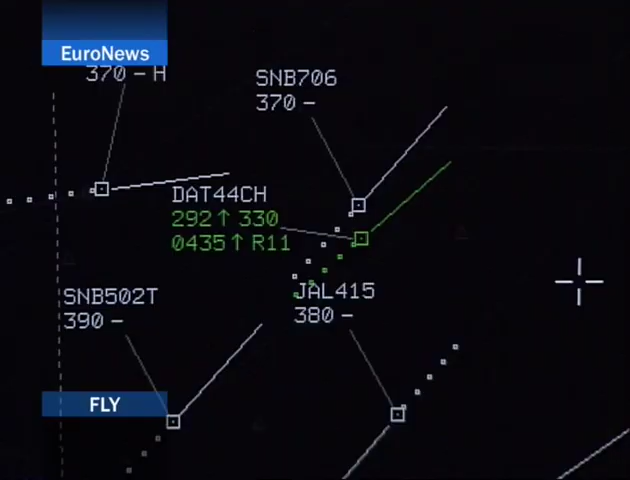 EuroNews
370 - H
SNB706
370 -
DAT44CH
292↑ 330
0435↑ R11
SNB502T
390 -
JAL415
380 -
FLY